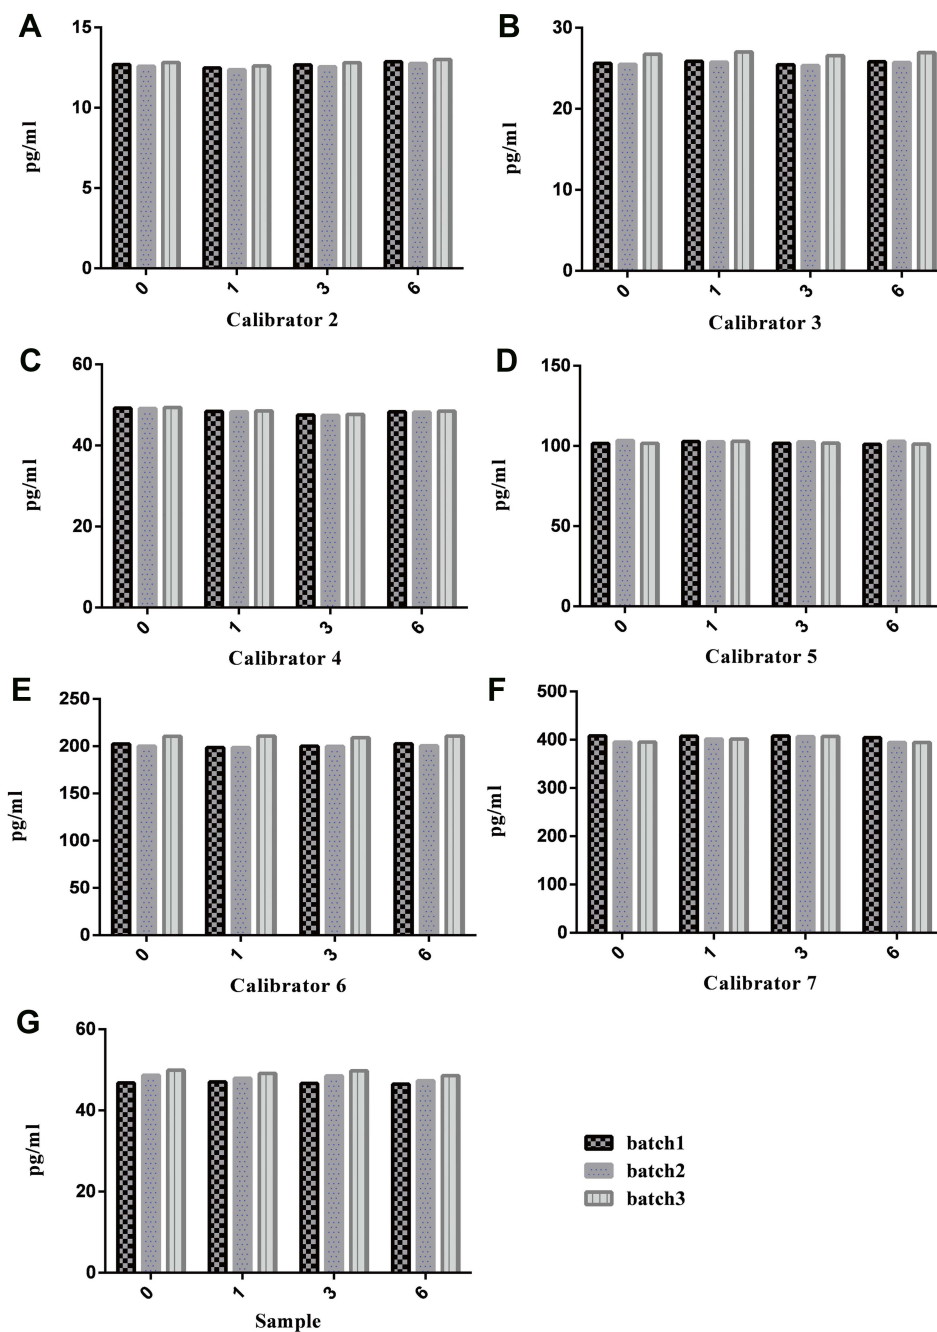 A
15
10
5
0
pg/ml
0 1 3 6
Calibrator 2
B
30
20
10
0
pg/ml
0 1 3 6
Calibrator 3
C
60
40
20
0
pg/ml
0 1 3 6
Calibrator 4
D
150
100
50
0
pg/ml
0 1 3 6
Calibrator 5
E
250
200
150
100
50
0
pg/ml
0 1 3 6
Calibrator 6
F
500
400
300
200
100
0
pg/ml
0 1 3 6
Calibrator 7
G
60
40
20
0
pg/ml
0 1 3 6
Sample
batch1
batch2
batch3